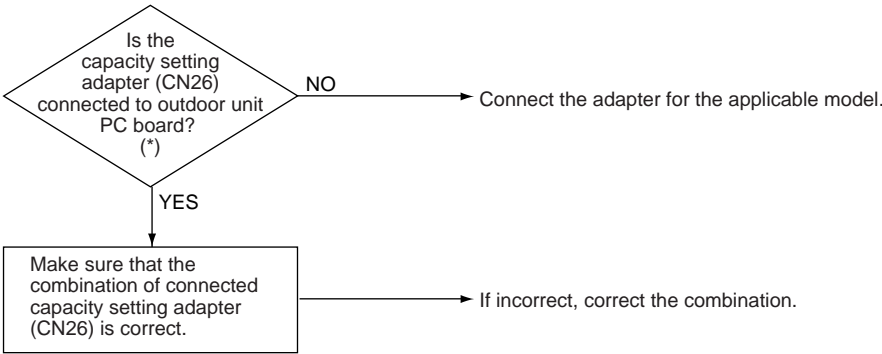 Is the
capacity setting
adapter (CN26)
connected to outdoor unit
PC board?
(*)
NO
Connect the adapter for the applicable model.
YES
Make sure that the
combination of connected
capacity setting adapter
(CN26) is correct.
If incorrect, correct the combination.